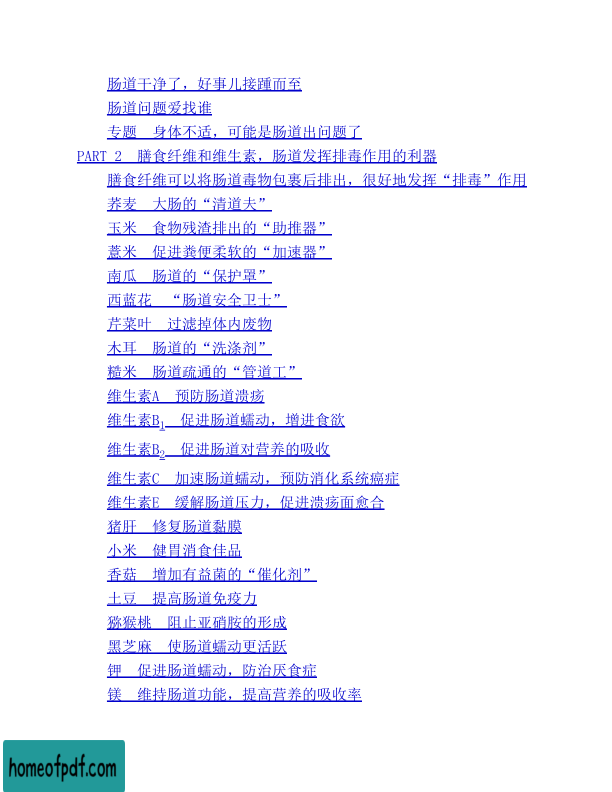 肠道干净了，好事儿接踵而至
肠道问题爱找谁
专题　身体不适，可能是肠道出问题了
PART 2　膳食纤维和维生素，肠道发挥排毒作用的利器
膳食纤维可以将肠道毒物包裹后排出，很好地发挥“排毒”作用
荞麦　大肠的“清道夫”
玉米　食物残渣排出的“助推器”
薏米　促进粪便柔软的“加速器”
南瓜　肠道的“保护罩”
西蓝花　“肠道安全卫士”
芹菜叶　过滤掉体内废物
木耳　肠道的“洗涤剂”
糙米　肠道疏通的“管道工”
维生素A　预防肠道溃疡
维生素B1　促进肠道蠕动，增进食欲
维生素B2　促进肠道对营养的吸收
维生素C　加速肠道蠕动，预防消化系统癌症
维生素E　缓解肠道压力，促进溃疡面愈合
猪肝　修复肠道黏膜
小米　健胃消食佳品
香菇　增加有益菌的“催化剂”
土豆　提高肠道免疫力
猕猴桃　阻止亚硝胺的形成
黑芝麻　使肠道蠕动更活跃
钾　促进肠道蠕动，防治厌食症
镁　维持肠道功能，提高营养的吸收率
homeofpdf.com